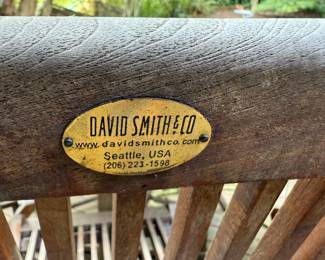 DAVID SMITH & CO
www.davidsmithco.com
Seattle, USA
(206) 223-1598